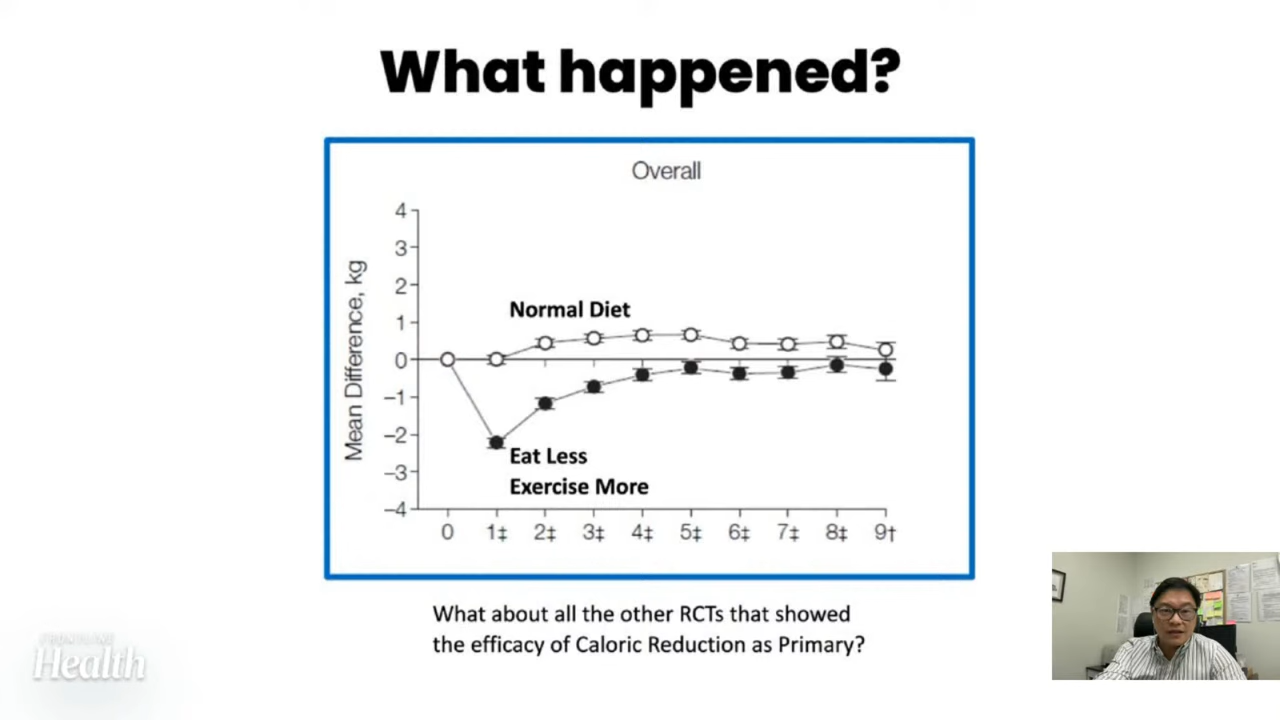 What happened?
Overall
Mean Difference, kg
4
3
2
1
0
−1
−2
−3
−4
Normal Diet
Eat Less
Exercise More
0 1‡ 2‡ 3‡ 4‡ 5‡ 6‡ 7‡ 8‡ 9†
What about all the other RCTs that showed
the efficacy of Caloric Reduction as Primary?
Health